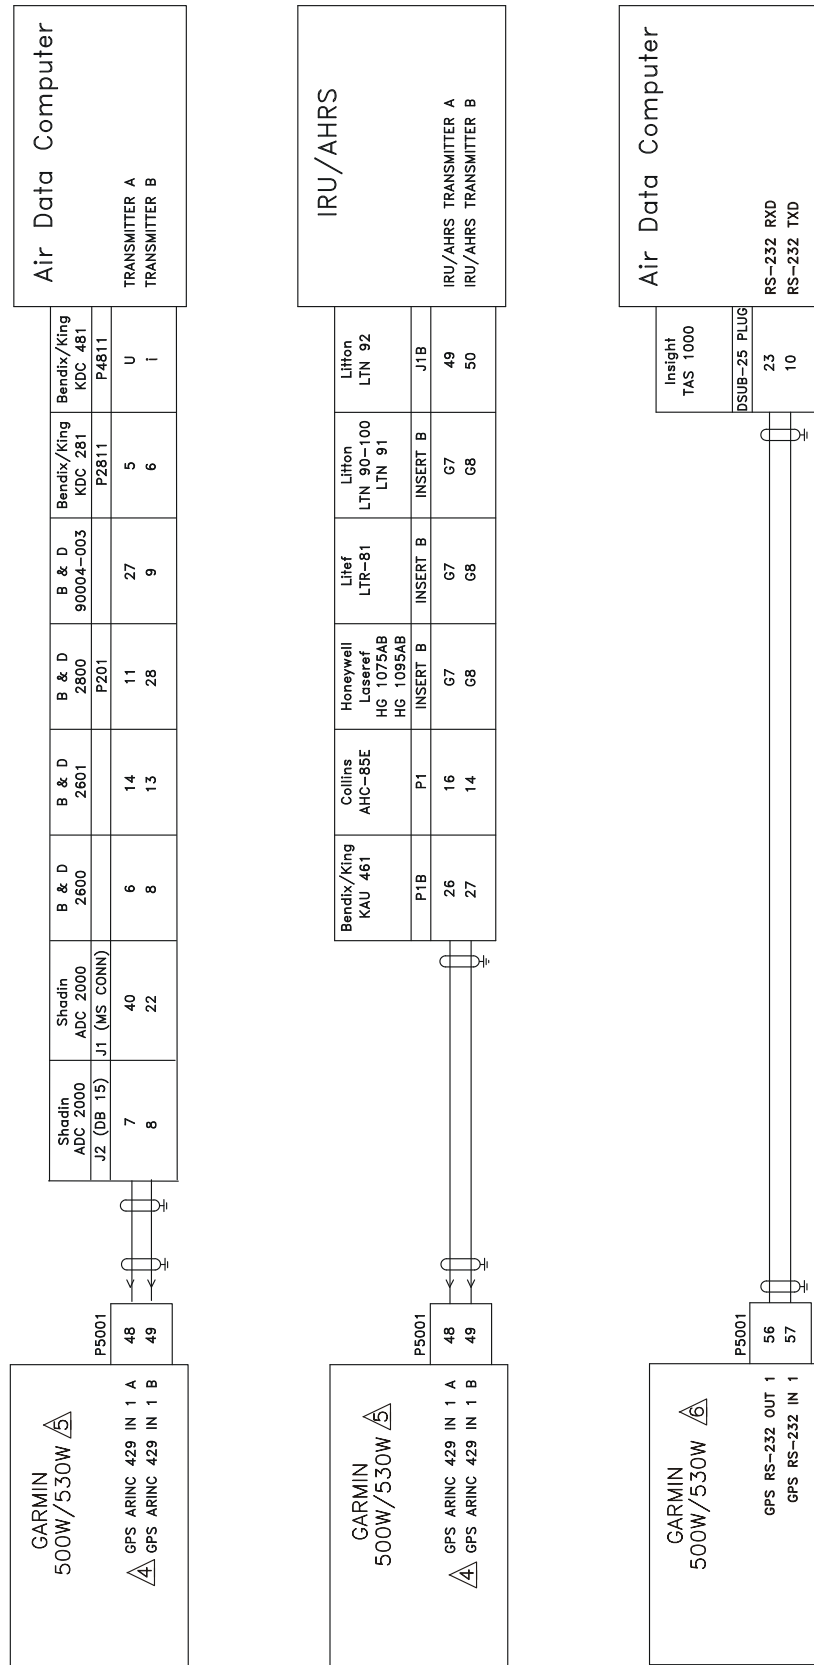 GARMIN
500W/530W 5
P5001
4 GPS ARINC 429 IN 1 A 48
GPS ARINC 429 IN 1 B 49
Shadin
ADC 2000
J2 (DB 15)
7
8
Shadin
ADC 2000
J1 (MS CONN)
40
22
B & D
2600
6
8
B & D
2601
14
13
B & D
2800
P201
11
28
B & D
90004-003
27
9
Bendix/King
KDC 281
P2811
5
6
Bendix/King
KDC 481
P4811
U
i
Air Data Computer
TRANSMITTER A
TRANSMITTER B
GARMIN
500W/530W 5
P5001
4 GPS ARINC 429 IN 1 A 48
GPS ARINC 429 IN 1 B 49
Bendix/King
KAU 461
P1B
26
27
Collins
AHC-85E
P1
16
14
Honeywell
Laseref
HG 1075AB
HG 1095AB
INSERT B
G7
G8
Litef
LTR-81
INSERT B
G7
G8
Litton
LTN 90-100
LTN 91
INSERT B
G7
G8
Litton
LTN 92
J1B
49
50
IRU/AHRS
IRU/AHRS TRANSMITTER A
IRU/AHRS TRANSMITTER B
GARMIN
500W/530W 6
P5001
GPS RS-232 OUT 1 56
GPS RS-232 IN 1 57
Insight
TAS 1000
DSUB-25 PLUG
23
10
Air Data Computer
RS-232 RXD
RS-232 TXD